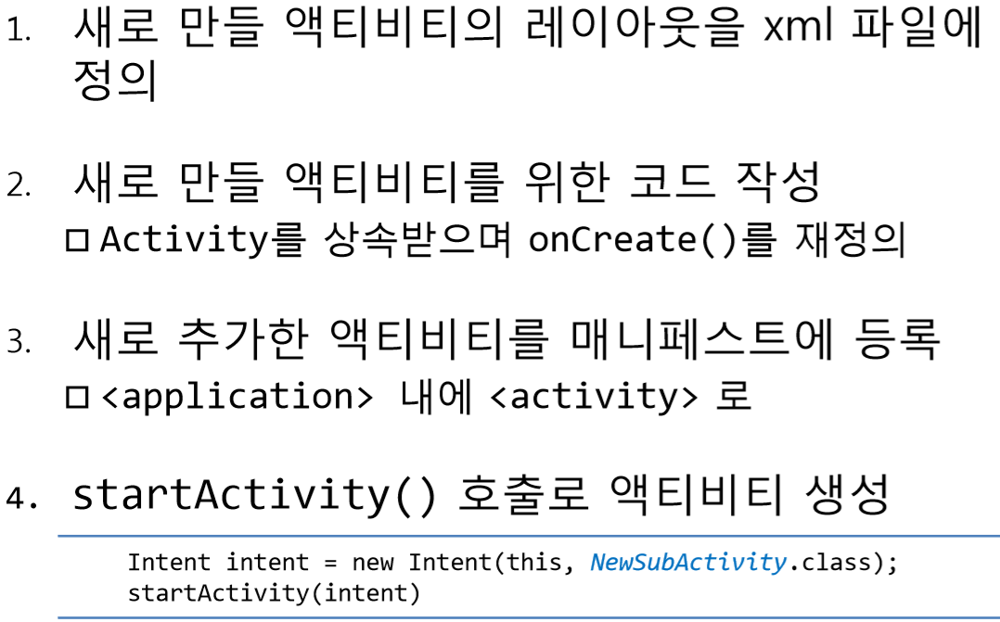 1. 새로 만들 액티비티의 레이아웃을 xml 파일에
정의
2. 새로 만들 액티비티를 위한 코드 작성
□ Activity를 상속받으며 onCreate()를 재정의
3. 새로 추가한 액티비티를 매니페스트에 등록
□ <application> 내에 <activity> 로
4. startActivity() 호출로 액티비티 생성
Intent intent = new Intent(this, NewSubActivity.class);
startActivity(intent)